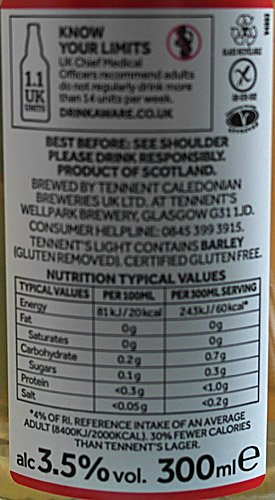 KNOW
YOUR LIMITS
UK Chief Medical
Officers recommend adults
do not regularly drink more
than 14 units per week.
DRINKAWARE.CO.UK
1.1
UK
UNITS
GLASS RECYCLE
BEST BEFORE: SEE SHOULDER
PLEASE DRINK RESPONSIBLY.
PRODUCT OF SCOTLAND.
BREWED BY TENNENT CALEDONIAN
BREWERIES UK LTD. AT TENNENT'S
WELLPARK BREWERY, GLASGOW G31 1JD.
CONSUMER HELPLINE: 0845 399 3915.
TENNENT'S LIGHT CONTAINS BARLEY
(GLUTEN REMOVED). CERTIFIED GLUTEN FREE.
NUTRITION TYPICAL VALUES
TYPICAL VALUES PER 100ML PER 300ML SERVING
Energy 81kJ/20kcal 243kJ/60kcal*
Fat 0g 0g
Saturates 0g 0g
Carbohydrate 0.2g 0.7g
Sugars 0.1g 0.3g
Protein <0.3g <1.0g
Salt <0.05g <0.2g
*4% OF RI. REFERENCE INTAKE OF AN AVERAGE
ADULT (8400KJ/2000KCAL). 30% FEWER CALORIES
THAN TENNENT'S LAGER.
alc 3.5% vol. 300ml e